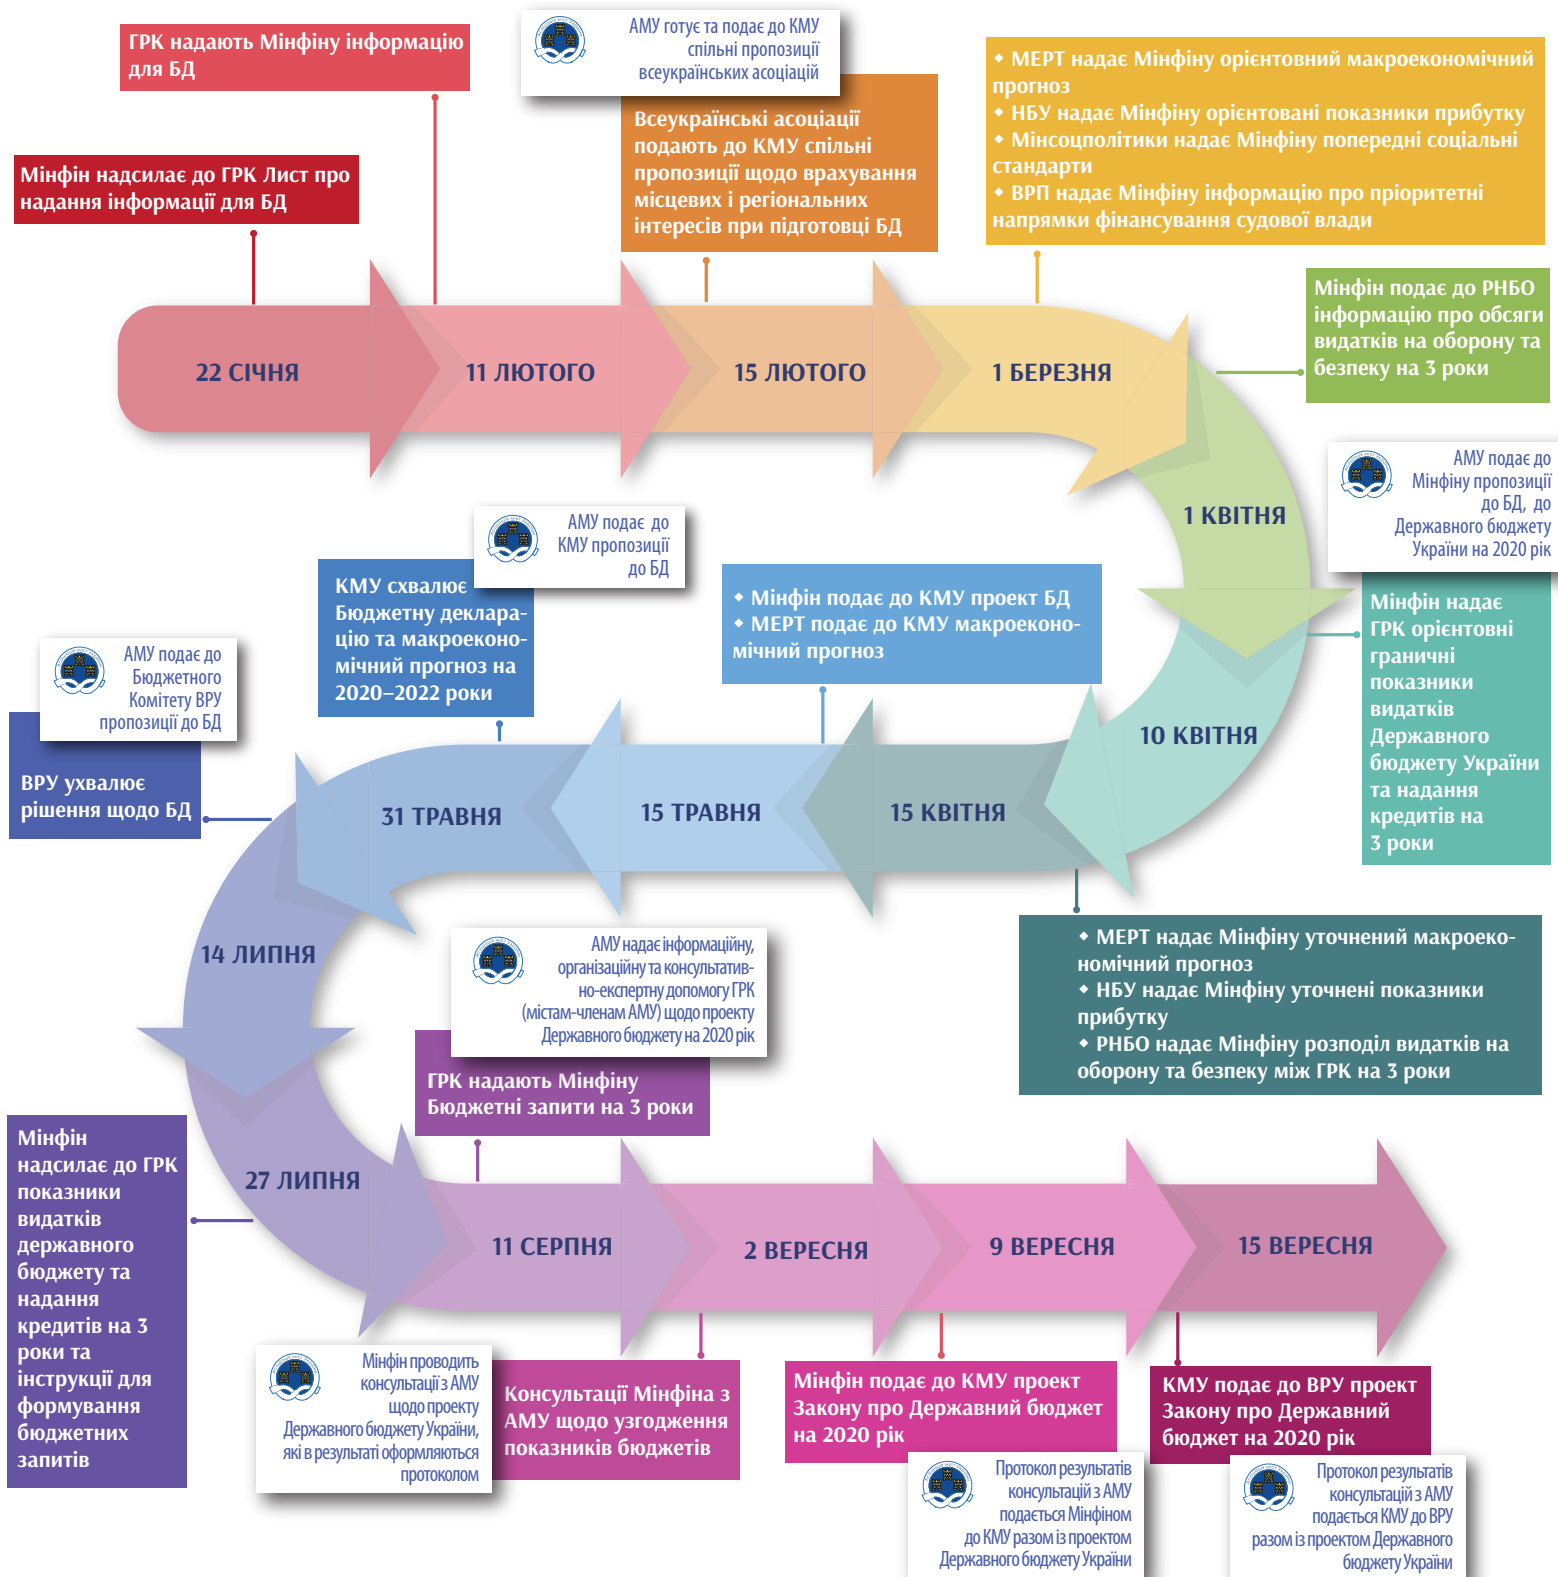 ГРК надають Мінфіну інформацію
для БД
АМУ готує та подає до КМУ
спільні пропозиції
всеукраїнських асоціацій
Всеукраїнські асоціації
подають до КМУ спільні
пропозиції щодо врахування
місцевих і регіональних
інтересів при підготовці БД
• МЕРТ надає Мінфіну орієнтовний макроекономічний
прогноз
• НБУ надає Мінфіну орієнтовані показники прибутку
• Мінсоцполітики надає Мінфіну попередні соціальні
стандарти
• ВРП надає Мінфіну інформацію про пріоритетні
напрямки фінансування судової влади
Мінфін надсилає до ГРК Лист про
надання інформації для БД
Мінфін подає до РНБО
інформацію про обсяги
видатків на оборону та
безпеку на 3 роки
22 СІЧНЯ
11 ЛЮТОГО
15 ЛЮТОГО
1 БЕРЕЗНЯ
1 КВІТНЯ
АМУ подає до
Мінфіну пропозиції
до БД, до
Державного бюджету
України на 2020 рік
Мінфін надає
ГРК орієнтовні
граничні
показники
видатків
Державного
бюджету України
та надання
кредитів на
3 роки
АМУ подає до
КМУ пропозиції
до БД
КМУ схвалює
Бюджетну деклара-
цію та макроеконо-
мічний прогноз на
2020–2022 роки
• Мінфін подає до КМУ проект БД
• МЕРТ подає до КМУ макроеконо-
мічний прогноз
АМУ подає до
Бюджетного
Комітету ВРУ
пропозиції до БД
ВРУ ухвалює
рішення щодо БД
10 КВІТНЯ
15 КВІТНЯ
15 ТРАВНЯ
31 ТРАВНЯ
14 ЛИПНЯ
• МЕРТ надає Мінфіну уточнений макроеко-
номічний прогноз
• НБУ надає Мінфіну уточнені показники
прибутку
• РНБО надає Мінфіну розподіл видатків на
оборону та безпеку між ГРК на 3 роки
АМУ надає інформаційну,
організаційну та консультатив-
но-експертну допомогу ГРК
(містам-членам АМУ) щодо проекту
Державного бюджету на 2020 рік
ГРК надають Мінфіну
Бюджетні запити на 3 роки
Мінфін
надсилає до ГРК
показники
видатків
державного
бюджету та
надання
кредитів на 3
роки та
інструкції для
формування
бюджетних
запитів
27 ЛИПНЯ
11 СЕРПНЯ
2 ВЕРЕСНЯ
9 ВЕРЕСНЯ
15 ВЕРЕСНЯ
Мінфін проводить
консультації з АМУ
щодо проекту
Державного бюджету України,
які в результаті оформляються
протоколом
Консультації Мінфіна з
АМУ щодо узгодження
показників бюджетів
Мінфін подає до КМУ проект
Закону про Державний бюджет
на 2020 рік
Протокол результатів
консультацій з АМУ
подається Мінфіном
до КМУ разом із проектом
Державного бюджету України
КМУ подає до ВРУ проект
Закону про Державний
бюджет на 2020 рік
Протокол результатів
консультацій з АМУ
подається КМУ до ВРУ
разом із проектом Державного
бюджету України